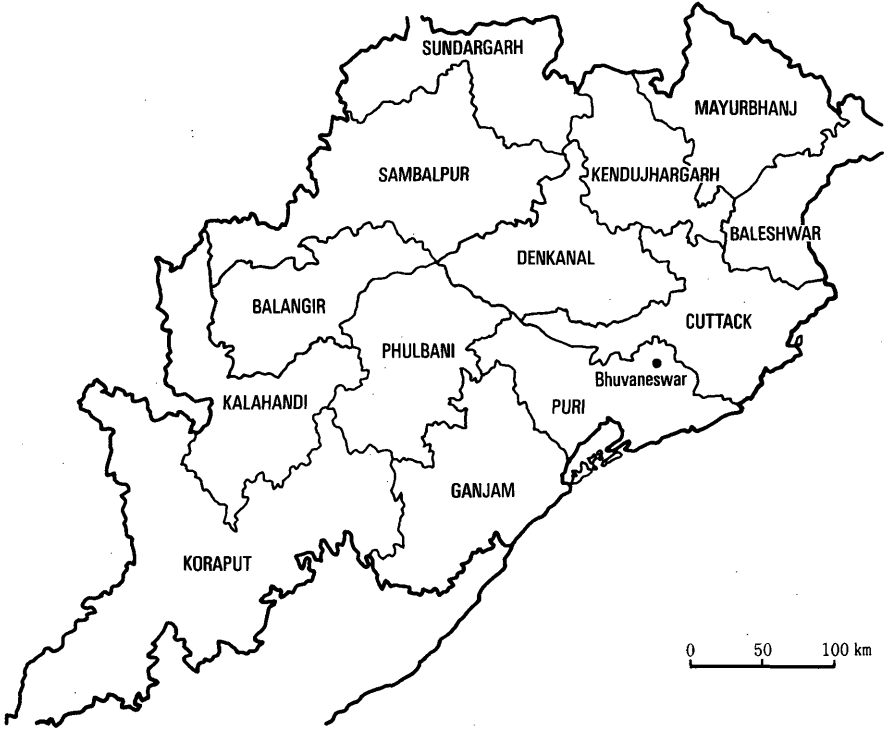 SUNDARGARH
MAYURBHANJ
SAMBALPUR
KENDUJHARGARH
BALESHWAR
DENKANAL
BALANGIR
CUTTACK
PHULBANI
Bhuvaneswar
KALAHANDI
PURI
GANJAM
KORAPUT
0 50 100 km